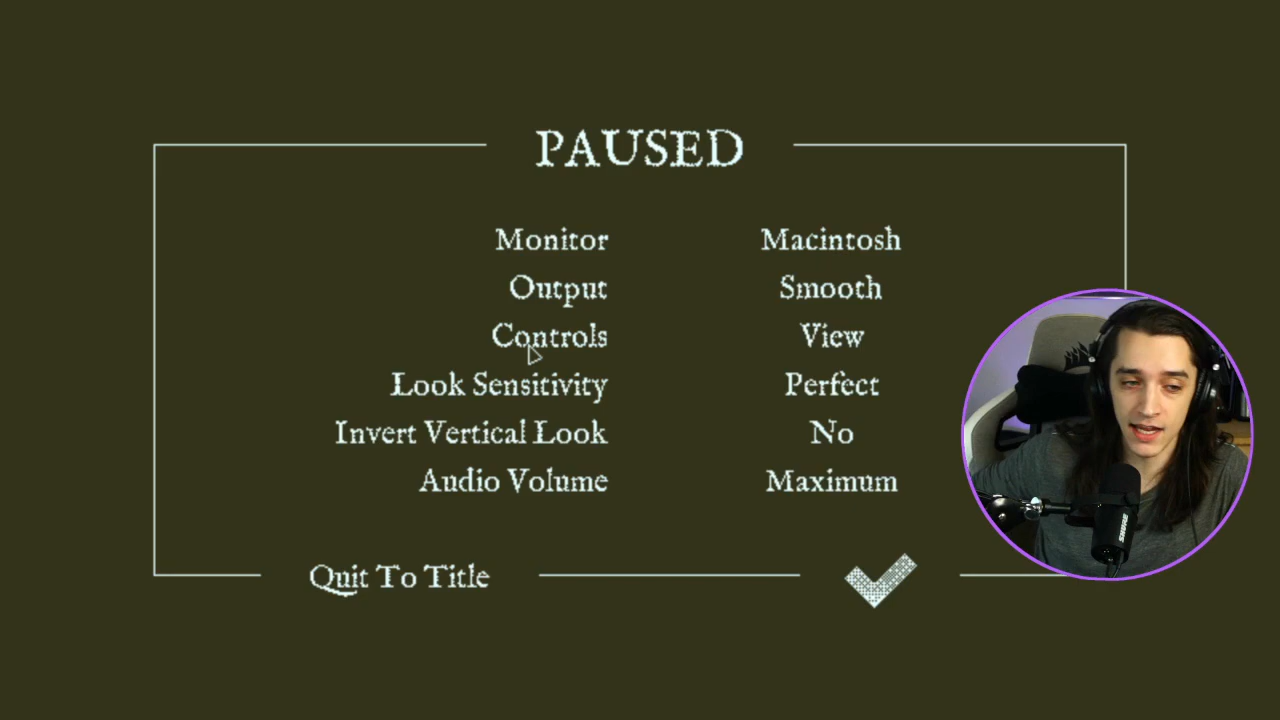 PAUSED
Monitor Macintosh
Output Smooth
Controls View
Look Sensitivity Perfect
Invert Vertical Look No
Audio Volume Maximum
Quit To Title
SHURE